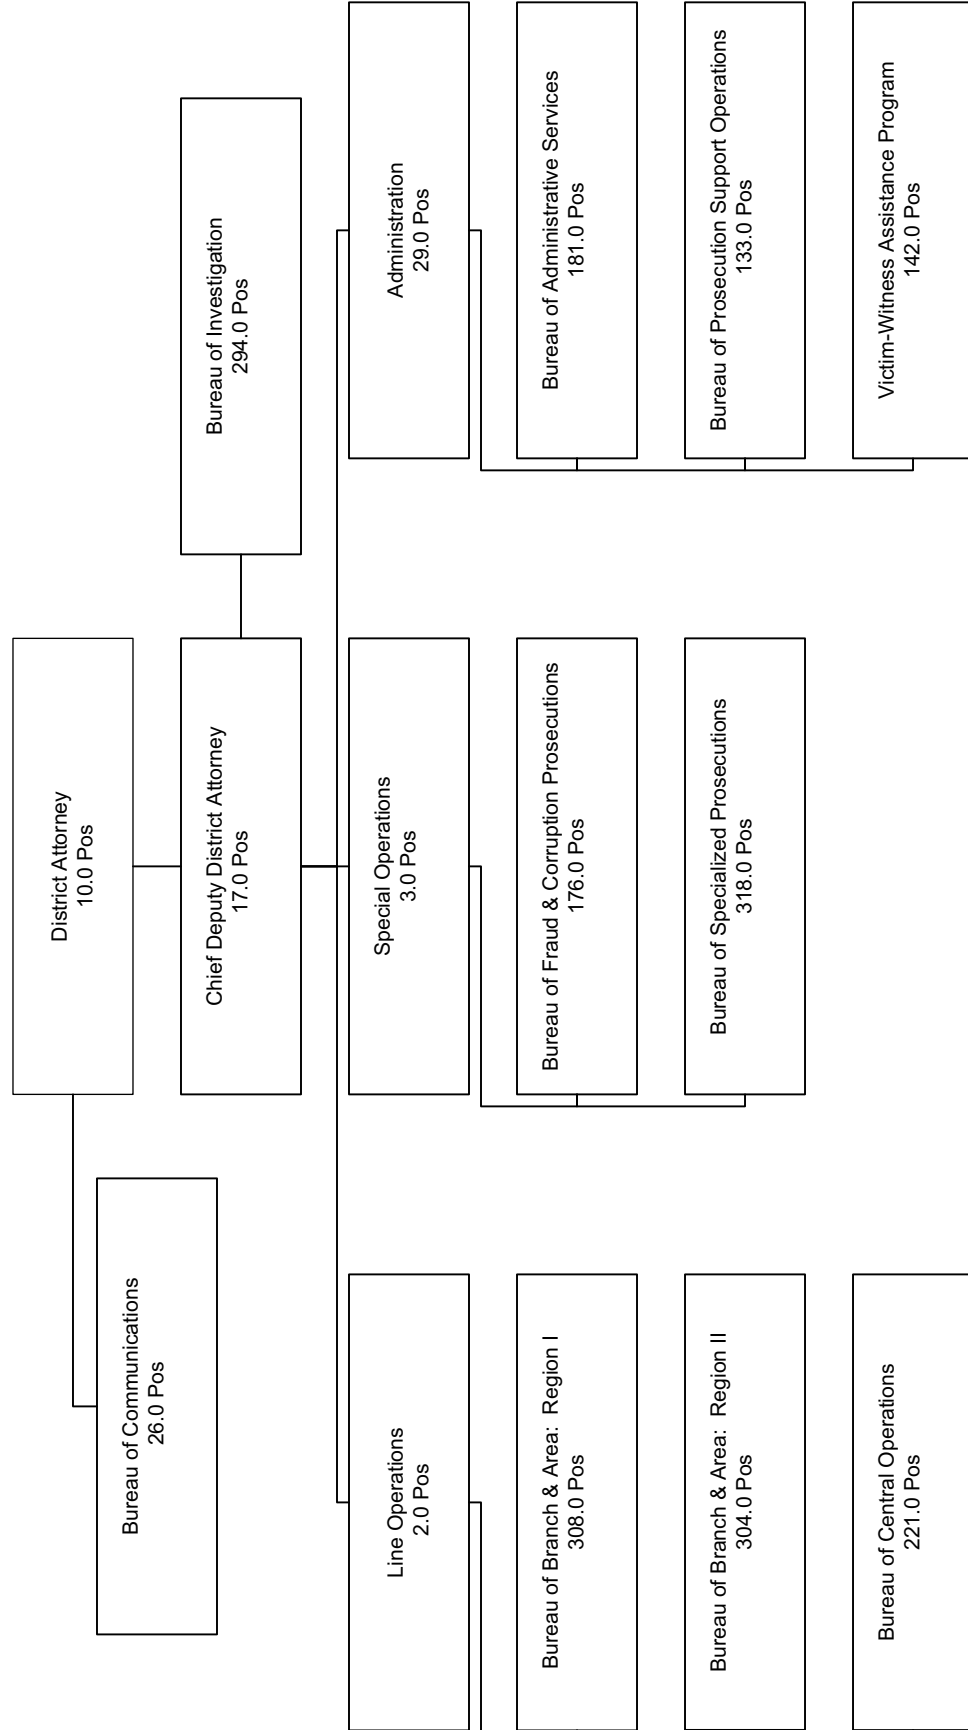 District Attorney
10.0 Pos
Bureau of Communications
26.0 Pos
Chief Deputy District Attorney
17.0 Pos
Bureau of Investigation
294.0 Pos
Line Operations
2.0 Pos
Special Operations
3.0 Pos
Administration
29.0 Pos
Bureau of Branch & Area:  Region I
308.0 Pos
Bureau of Fraud & Corruption Prosecutions
176.0 Pos
Bureau of Administrative Services
181.0 Pos
Bureau of Branch & Area:  Region II
304.0 Pos
Bureau of Specialized Prosecutions
318.0 Pos
Bureau of Prosecution Support Operations
133.0 Pos
Bureau of Central Operations
221.0 Pos
Victim-Witness Assistance Program
142.0 Pos